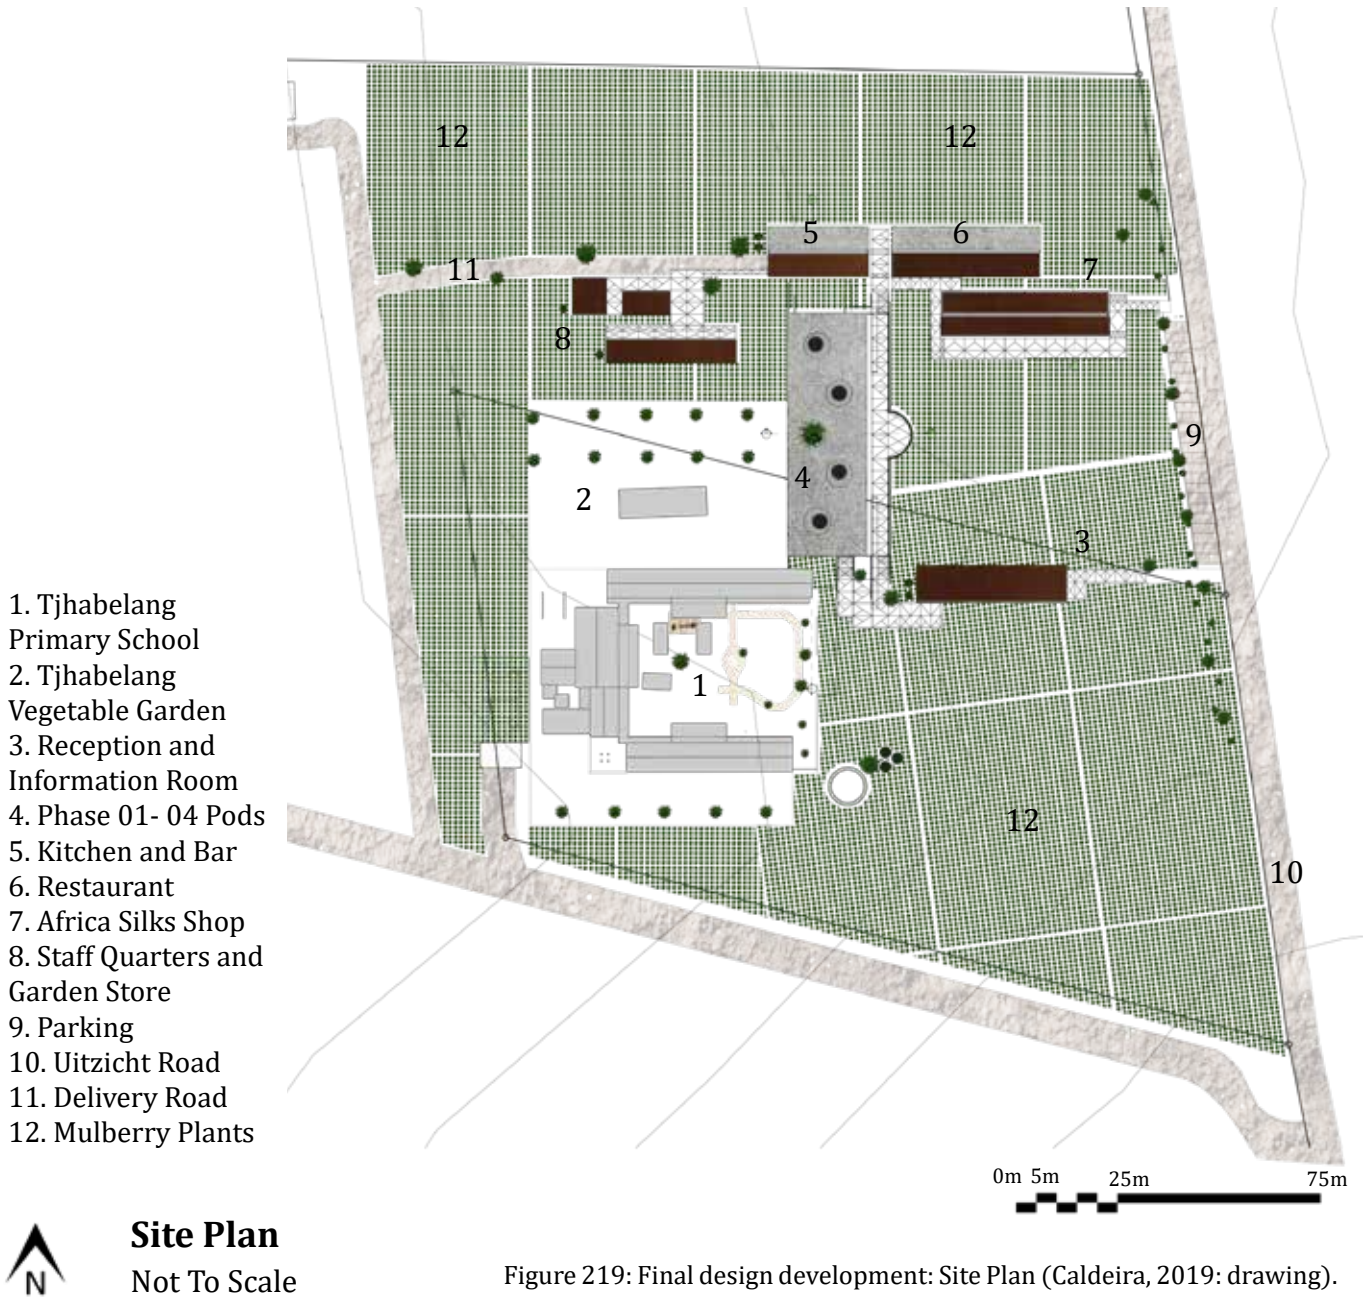 12
12
5
6
7
11
8
9
4
2
3
1
12
10
1. Tjhabelang
Primary School
2. Tjhabelang
Vegetable Garden
3. Reception and
Information Room
4. Phase 01- 04 Pods
5. Kitchen and Bar
6. Restaurant
7. Africa Silks Shop
8. Staff Quarters and
Garden Store
9. Parking
10. Uitzicht Road
11. Delivery Road
12. Mulberry Plants
0m 5m 25m 75m
N
Site Plan
Not To Scale
Figure 219: Final design development: Site Plan (Caldeira, 2019: drawing).